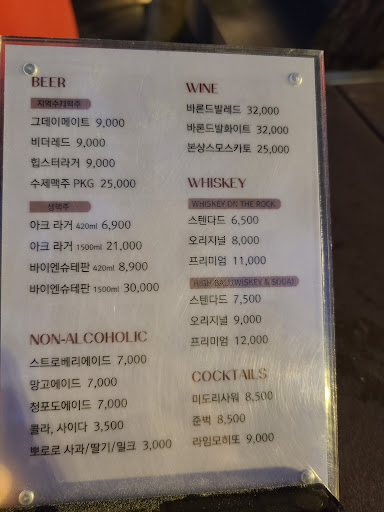 BEER
지역수제맥주
그데이메이트 9,000
비더레드 9,000
힙스터라거 9,000
수제맥주 PKG 25,000
생맥주
아크 라거 420ml 6,900
아크 라거 1500ml 21,000
바이엔슈테판 420ml 8,900
바이엔슈테판 1500ml 30,000
NON-ALCOHOLIC
스트로베리에이드 7,000
망고에이드 7,000
청포도에이드 7,000
콜라, 사이다 3,500
뽀로로 사과/딸기/밀크 3,000
WINE
바론드발레드 32,000
바론드발화이트 32,000
본샹스모스카토 25,000
WHISKEY
WHISKEY ON THE ROCK
스텐다드 6,500
오리지널 8,000
프리미엄 11,000
HIGH BALL(WISKEY & SODA)
스텐다드 7,500
오리지널 9,000
프리미엄 12,000
COCKTAILS
미도리사워 8,500
준벅 8,500
라임모히또 9,000